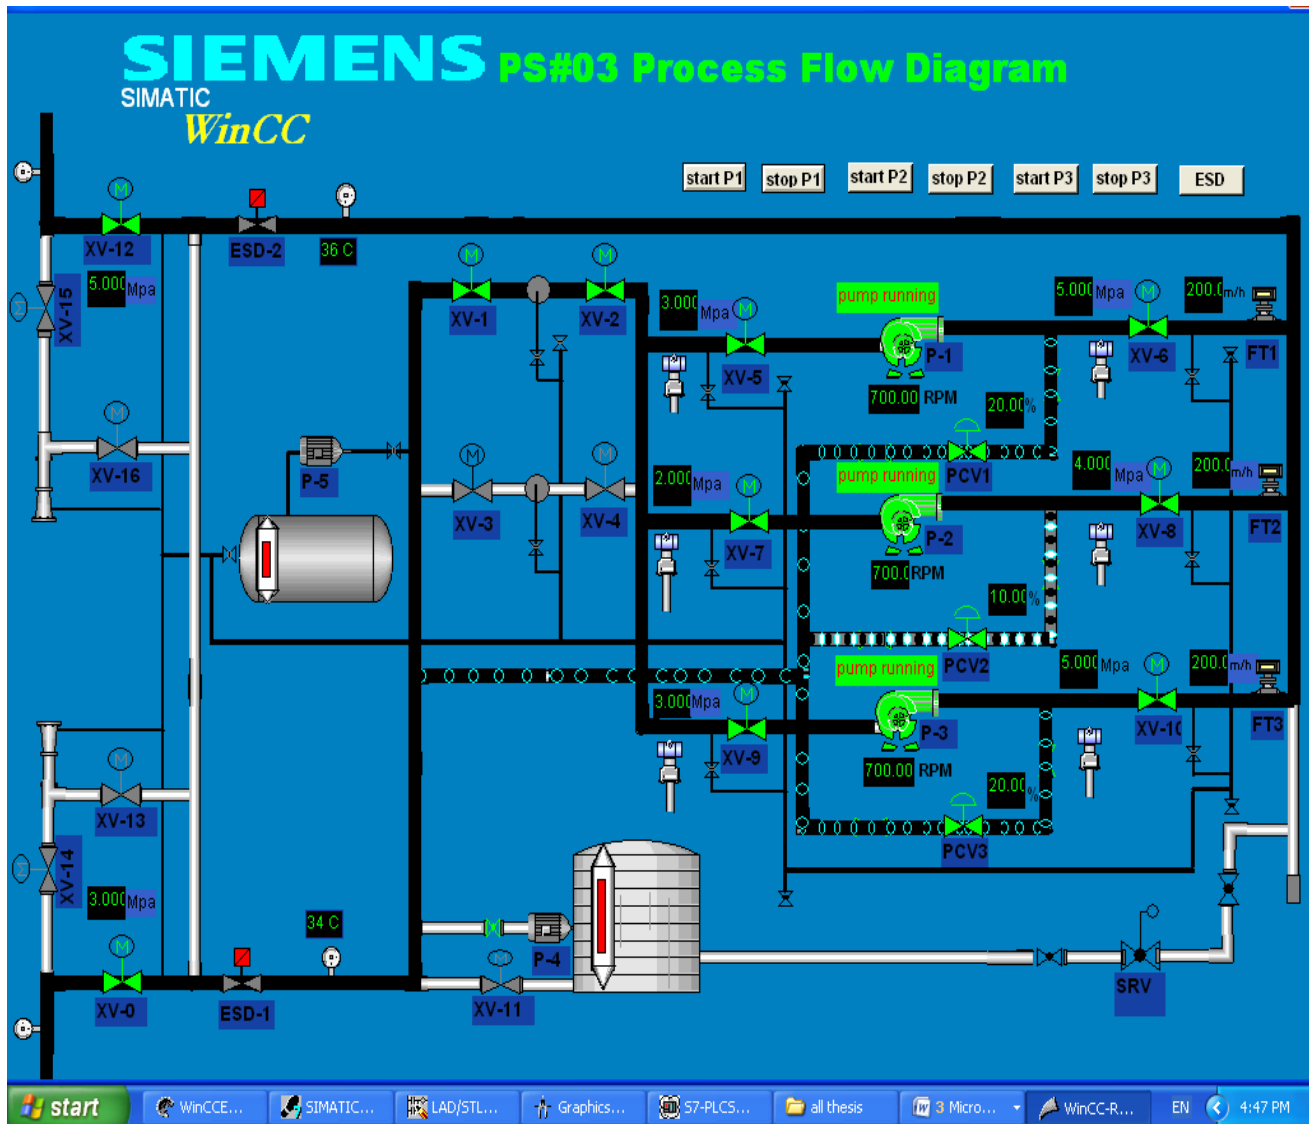 SIEMENS
SIMATIC
WinCC
PS#03 Process Flow Diagram
start P1
stop P1
start P2
stop P2
start P3
stop P3
ESD
M
XV-12
ESD-2
36 C
5.000
Mpa
XV-15
M
XV-1
M
XV-2
3.000
Mpa
M
XV-5
pump running
P-1
700.00 RPM
20.00
%
PCV1
5.000
Mpa
M
XV-6
200.0
m/h
FT1
M
XV-16
P-5
M
XV-3
M
XV-4
2.000
Mpa
M
XV-7
pump running
P-2
700.0
RPM
10.00
%
PCV2
4.000
Mpa
M
XV-8
200.0
m/h
FT2
3.000
Mpa
M
XV-9
pump running
P-3
700.00 RPM
20.00
%
PCV3
5.000
Mpa
M
XV-10
200.0
m/h
FT3
M
XV-13
XV-14
3.000
Mpa
M
XV-0
ESD-1
34 C
P-4
M
XV-11
SRV
start
WinCCE...
SIMATIC...
LAD/STL...
Graphics...
S7-PLCS...
all thesis
3 Micro...
WinCC-R...
EN
4:47 PM